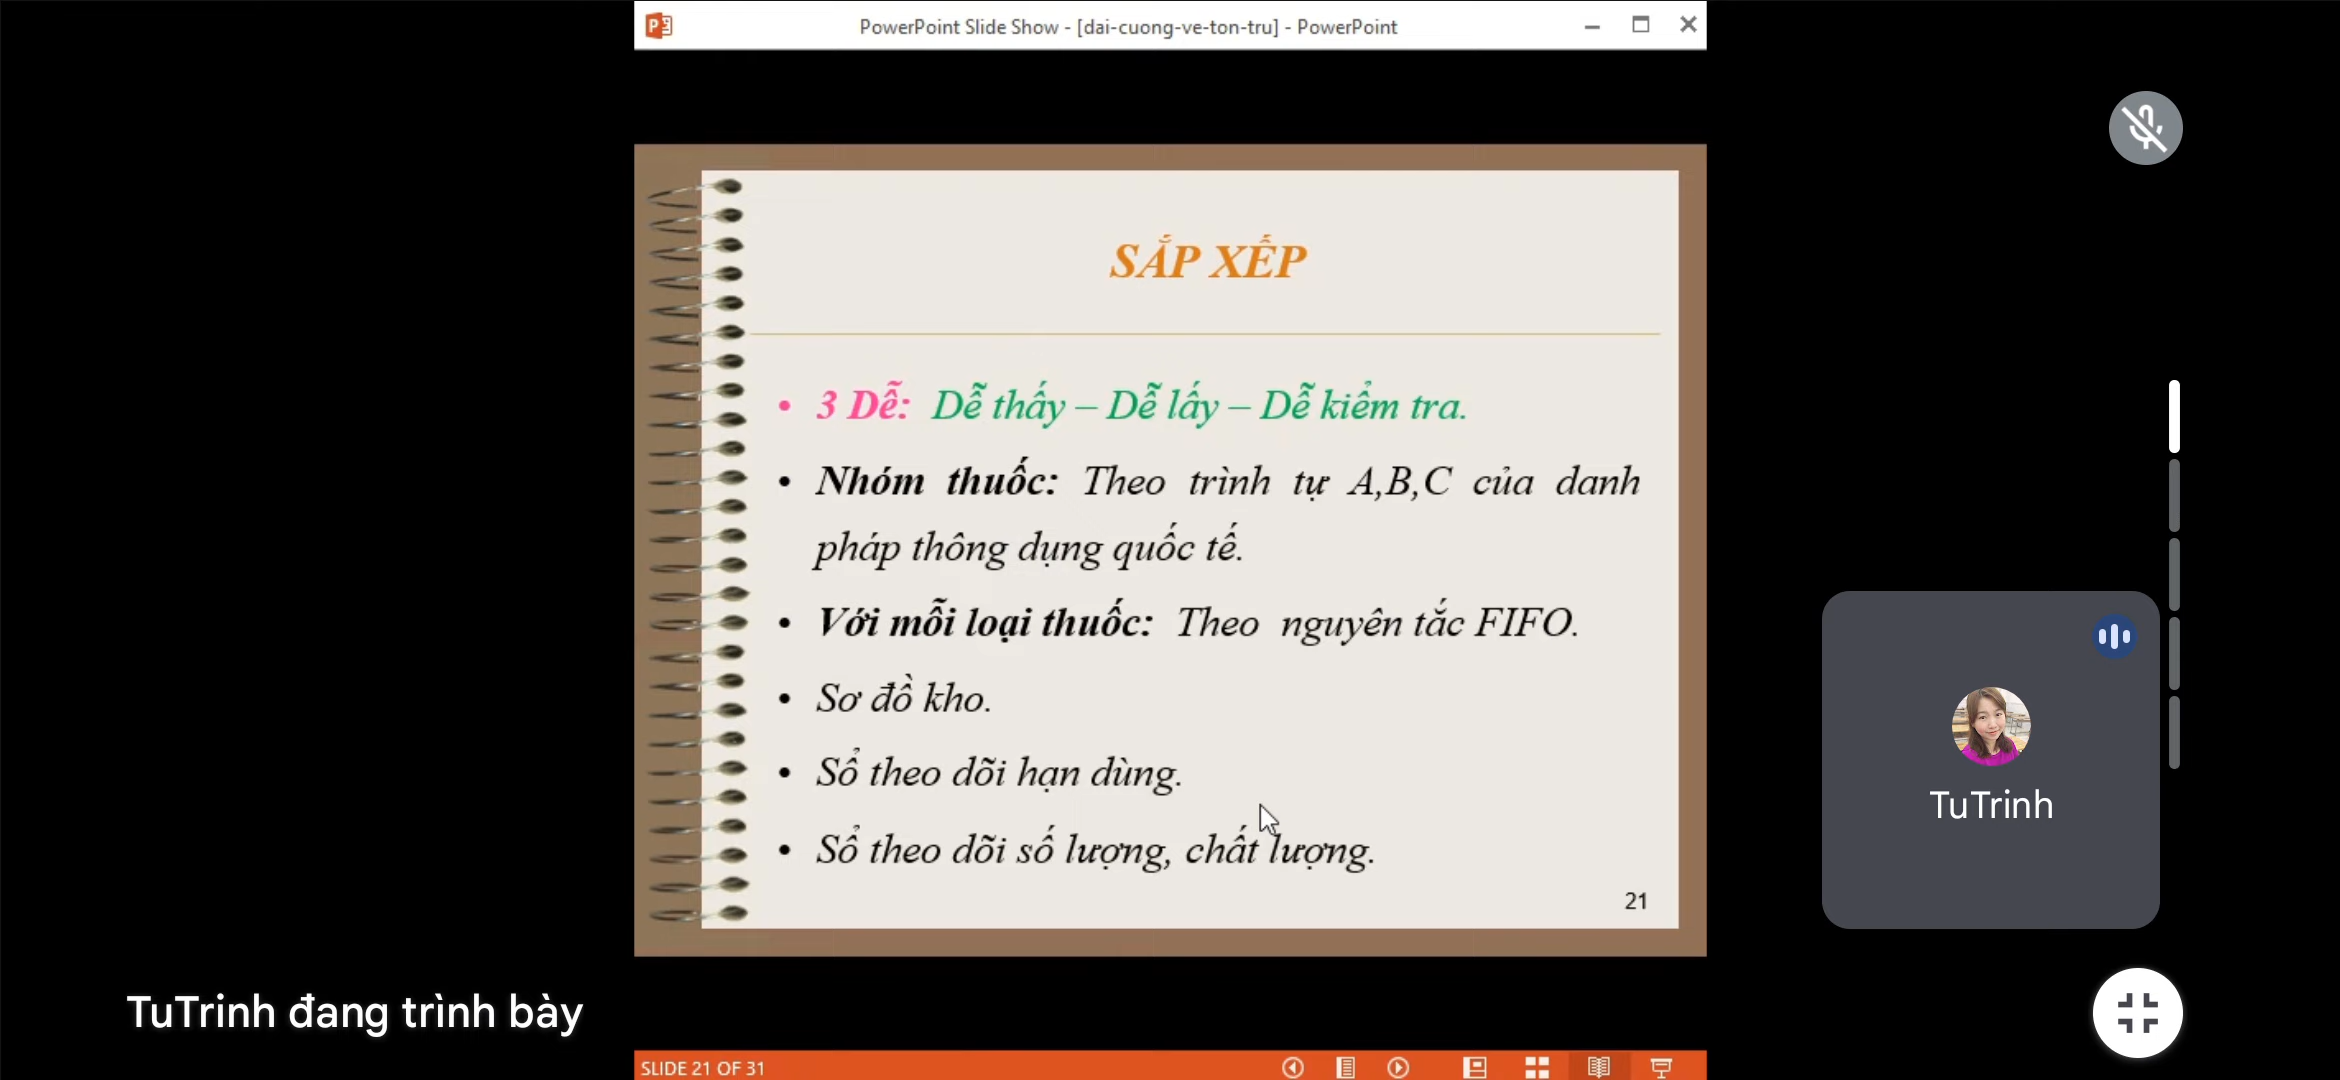 PowerPoint Slide Show - [dai-cuong-ve-ton-tru] - PowerPoint
SẮP XẾP
• 3 Dễ: Dễ thấy – Dễ lấy – Dễ kiểm tra.
• Nhóm thuốc: Theo trình tự A,B,C của danh
pháp thông dụng quốc tế.
• Với mỗi loại thuốc: Theo nguyên tắc FIFO.
• Sơ đồ kho.
• Sổ theo dõi hạn dùng.
• Sổ theo dõi số lượng, chất lượng.
21
TuTrinh
TuTrinh đang trình bày
SLIDE 21 OF 31